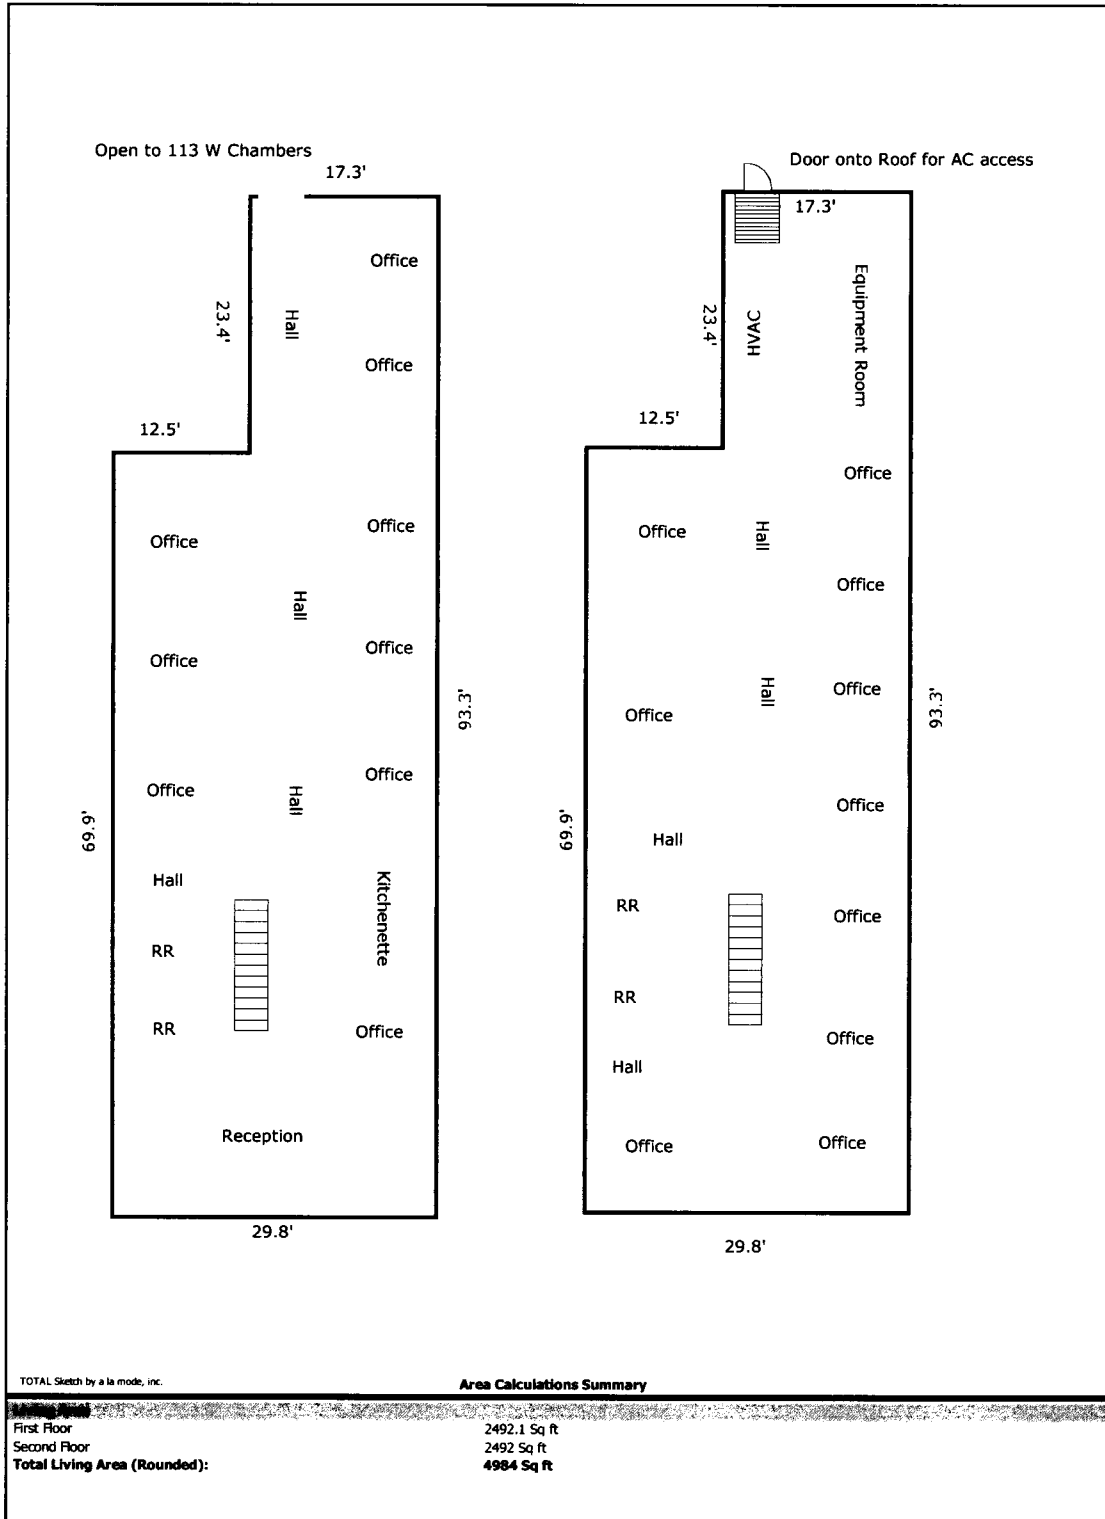 Open to 113 W Chambers
17.3'
Office
Hall
23.4'
Office
12.5'
Office
Office
Hall
Office
Office
93.3'
Office
Office
Hall
69.9'
Hall
Kitchenette
RR
RR
Office
Reception
29.8'
Door onto Roof for AC access
17.3'
Equipment Room
23.4'
HVAC
12.5'
Office
Office
Hall
Office
Hall
Office
Office
93.3'
Office
69.9'
Hall
RR
Office
RR
Office
Hall
Office
Office
29.8'
TOTAL Sketch by a la mode, inc.
Area Calculations Summary
Living Area
First Floor 2492.1 Sq ft
Second Floor 2492 Sq ft
Total Living Area (Rounded): 4984 Sq ft